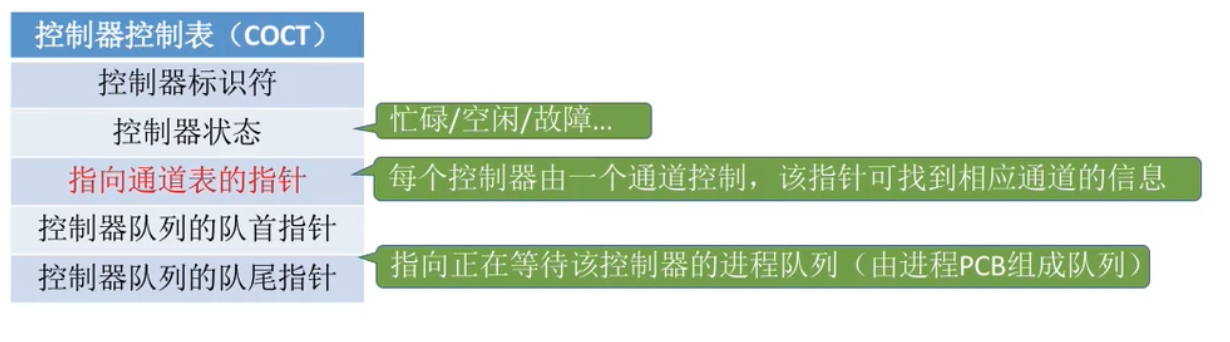 控制器控制表（COCT）
控制器标识符
控制器状态
忙碌/空闲/故障...
指向通道表的指针
每个控制器由一个通道控制，该指针可找到相应通道的信息
控制器队列的队首指针
控制器队列的队尾指针
指向正在等待该控制器的进程队列（由进程PCB组成队列）